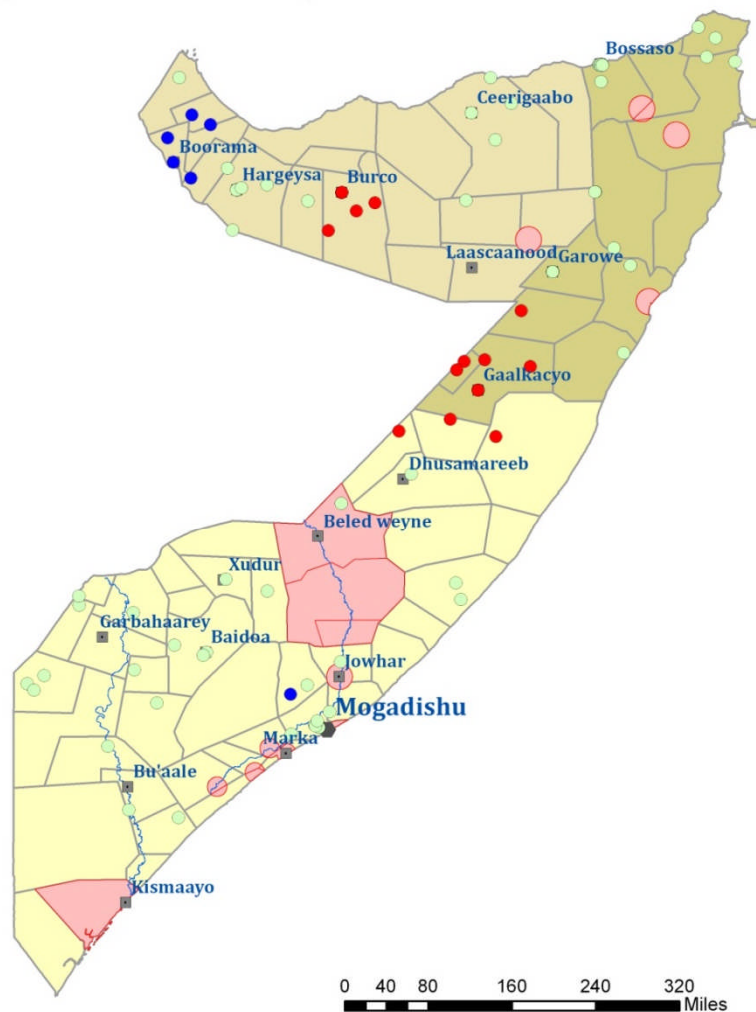 Bossaso
Ceerigaabo
Boorama
Hargeysa
Burco
Laascaanood
Garowe
Gaalkacyo
Dhusamareeb
Beled weyne
Xudur
Garbahaarey
Baidoa
Jowhar
Mogadishu
Marka
Bu'aale
Kismaayo
0 40 80 160 240 320
Miles